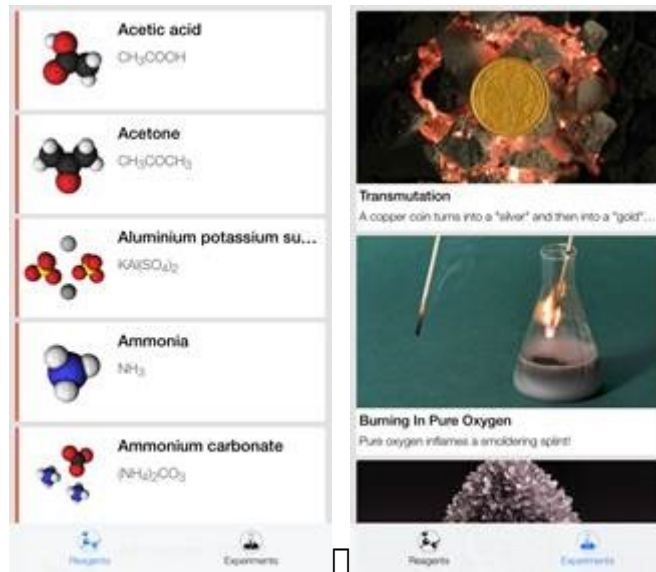 Acetic acid
CH₃COOH
Acetone
CH₃COCH₃
Aluminium potassium su...
KAl(SO₄)₂
Ammonia
NH₃
Ammonium carbonate
(NH₄)₂CO₃
Reagents
Experiments
Transmutation
A copper coin turns into a "silver" and then into a "gold"...
Burning In Pure Oxygen
Pure oxygen inflames a smoldering splint!
Reagents
Experiments